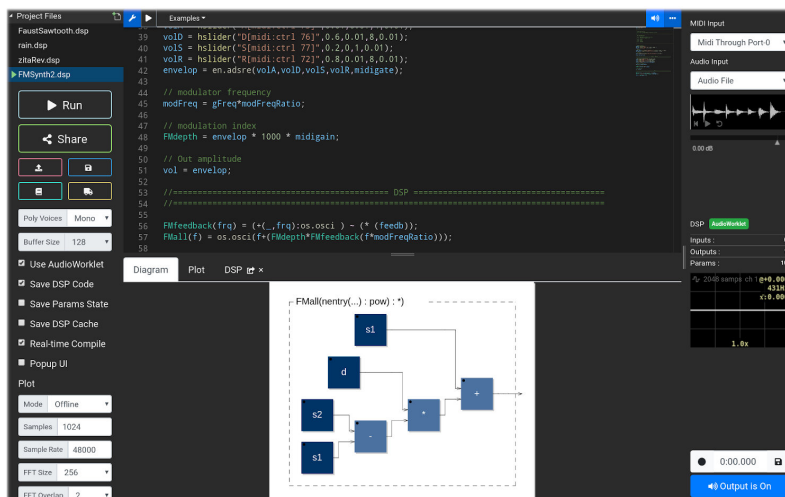 Project Files
FaustSawtooth.dsp
rain.dsp
zitaRev.dsp
FMSynth2.dsp
Run
Share
Poly Voices Mono
Buffer Size 128
Use AudioWorklet
Save DSP Code
Save Params State
Save DSP Cache
Real-time Compile
Popup UI
Plot
Mode Offline
Samples 1024
Sample Rate 48000
FFT Size 256
FFT Overlap 2
Examples
39 volD = hslider("D[midi:ctrl 76]",0.6,0.01,8,0.01);
40 volS = hslider("S[midi:ctrl 77]",0.2,0,1,0.01);
41 volR = hslider("R[midi:ctrl 72]",0.8,0.01,8,0.01);
42 envelop = en.adsre(volA,volD,volS,volR,midigate);
43
44 // modulator frequency
45 modFreq = gFreq*modFreqRatio;
46
47 // modulation index
48 FMdepth = envelop * 1000 * midigain;
49
50 // Out amplitude
51 vol = envelop;
52
53 //============================================ DSP =======================================
54 //========================================================================================
55
56 FMfeedback(frq) = (+(_,frq):os.osci ) ~ (* (feedb));
57 FMall(f) = os.osci(f+(FMdepth*FMfeedback(f*modFreqRatio)));
58
Diagram Plot DSP ×
FMall(nentry(...) : pow) : *)
s1
d
s2
s1
-
*
+
MIDI Input
Midi Through Port-0
Audio Input
Audio File
0.00 dB
DSP AudioWorklet
Inputs :
Outputs :
Params :
2048 samps ch 1
431H
1.0x
0:00.000
Output is On